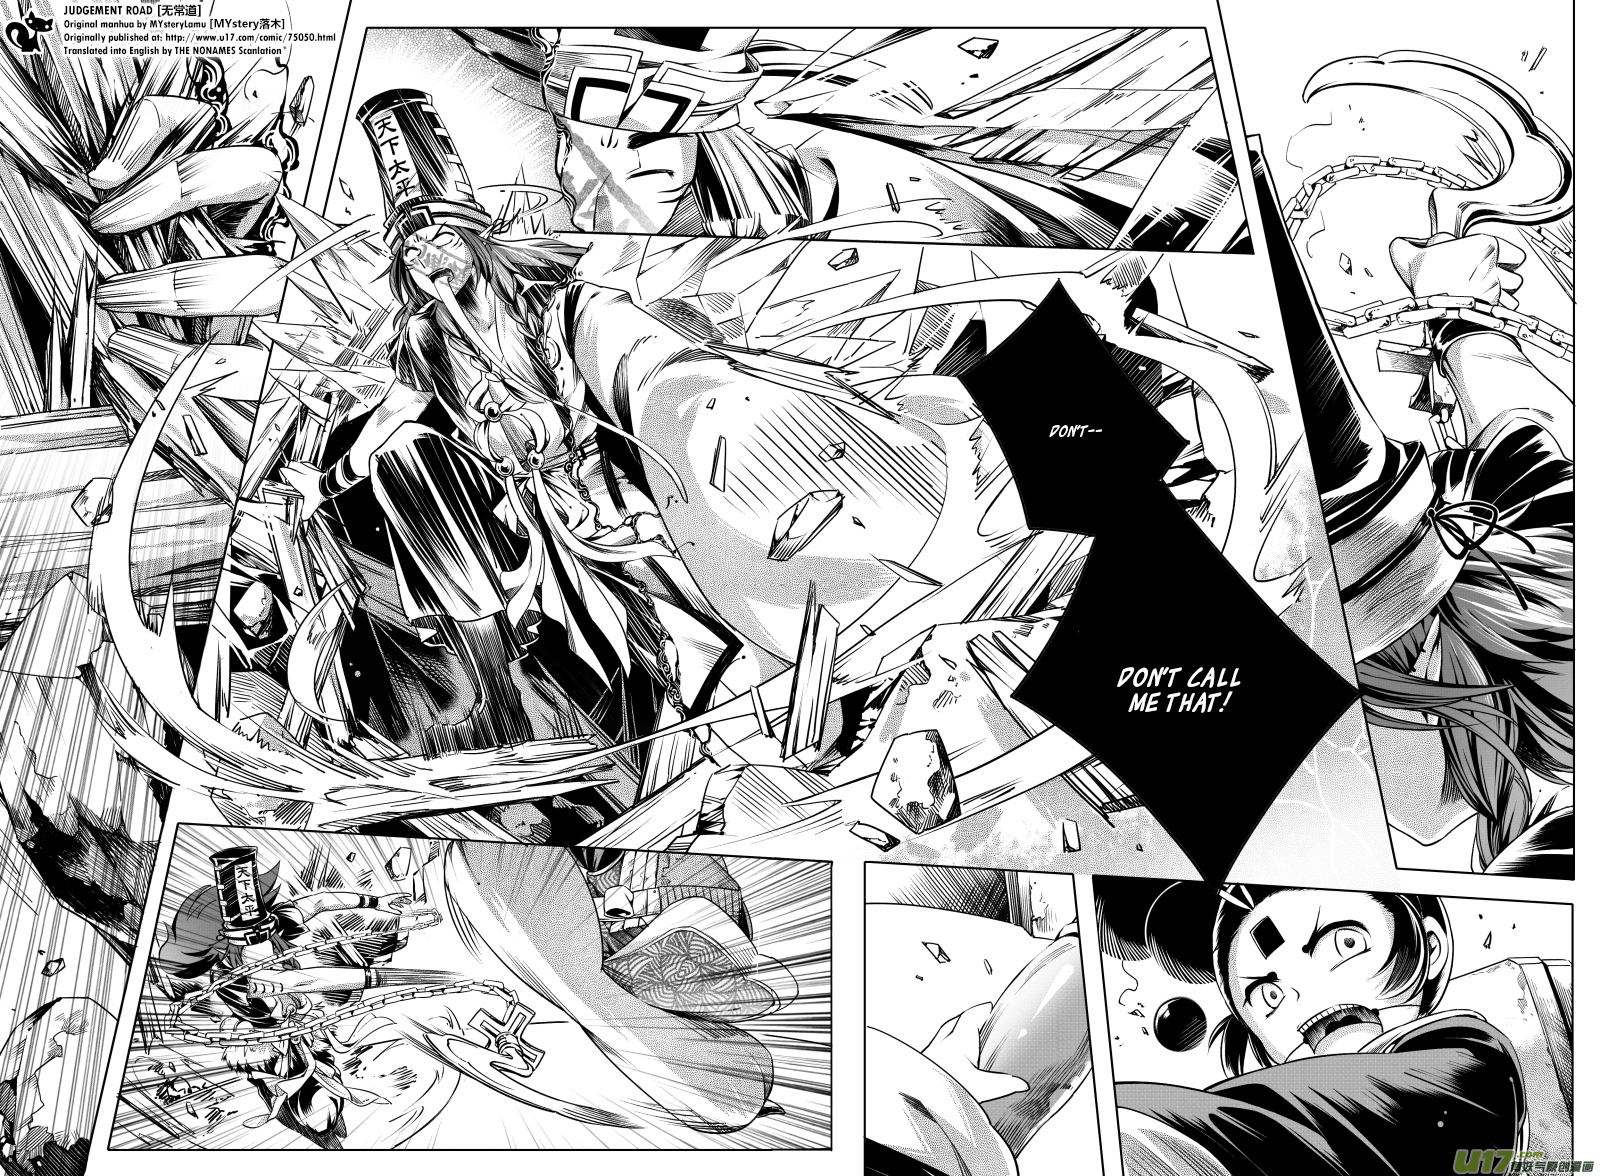 JUDGEMENT ROAD [无常道]
Original manhua by MYsteryLamu [MYstery落木]
Originally published at: http://www.u17.com/comic/75050.html
Translated into English by THE NONAMES Scanlation
天下太平
DON'T--
DON'T CALL
ME THAT!
天下太平
U17.com
有妖气原创漫画